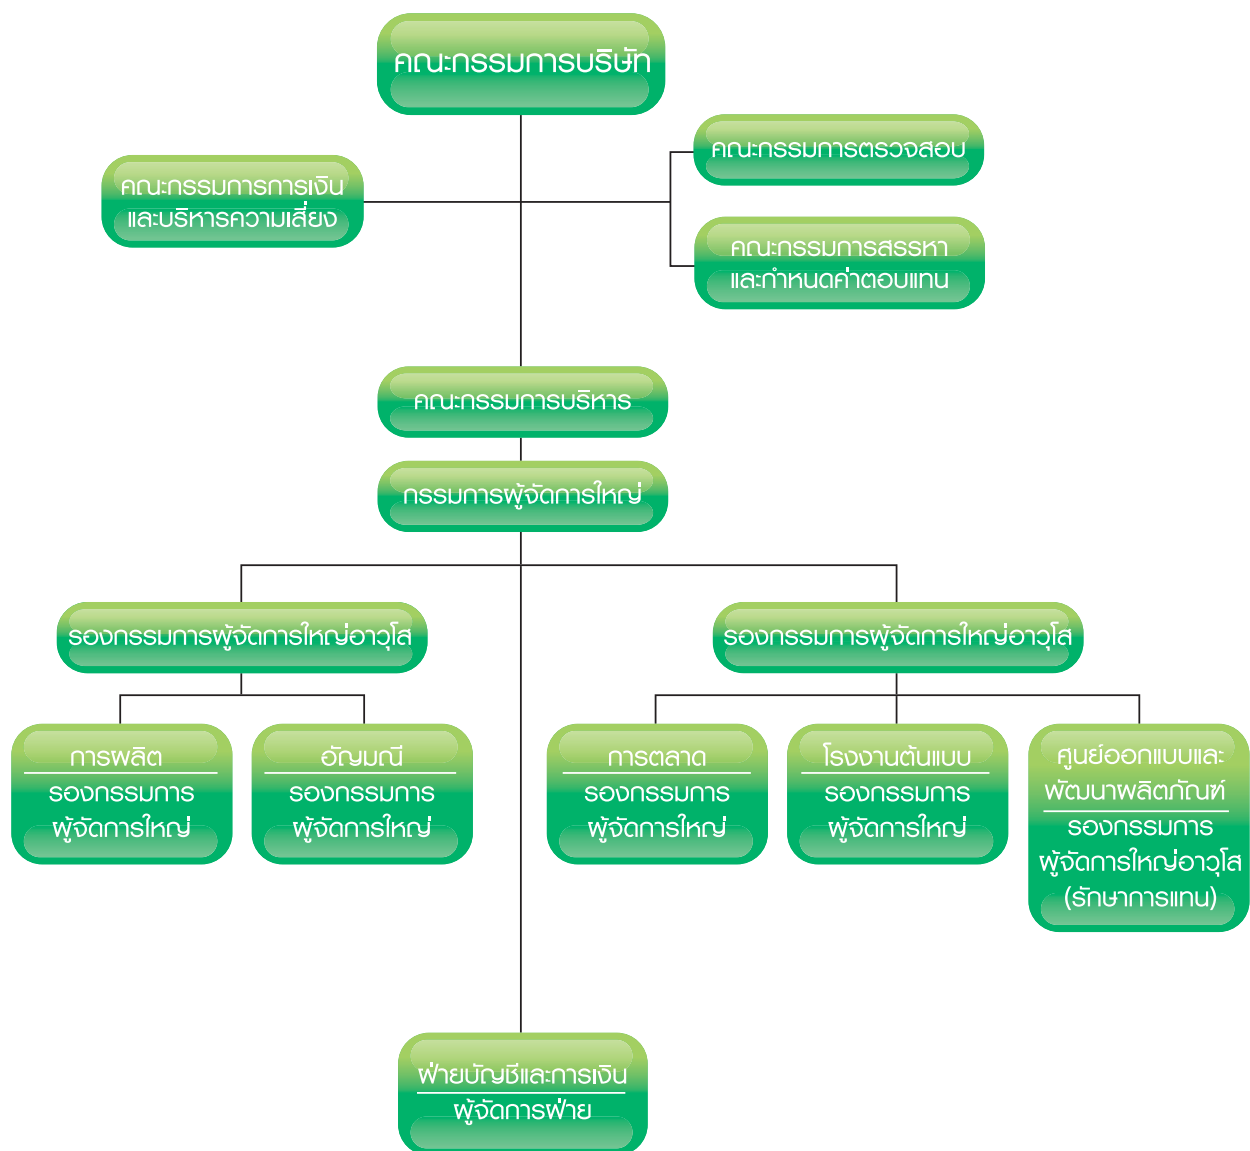 คณะกรรมการบริษัท
คณะกรรมการตรวจสอบ
คณะกรรมการการเงิน
และบริหารความเสี่ยง
คณะกรรมการสรรหา
และกำหนดค่าตอบแทน
คณะกรรมการบริหาร
กรรมการผู้จัดการใหญ่
รองกรรมการผู้จัดการใหญ่อาวุโส
รองกรรมการผู้จัดการใหญ่อาวุโส
การผลิต
รองกรรมการ
ผู้จัดการใหญ่
อัญมณี
รองกรรมการ
ผู้จัดการใหญ่
การตลาด
รองกรรมการ
ผู้จัดการใหญ่
โรงงานต้นแบบ
รองกรรมการ
ผู้จัดการใหญ่
ศูนย์ออกแบบและ
พัฒนาผลิตภัณฑ์
รองกรรมการ
ผู้จัดการใหญ่อาวุโส
(รักษาการแทน)
ฝ่ายบัญชีและการเงิน
ผู้จัดการฝ่าย